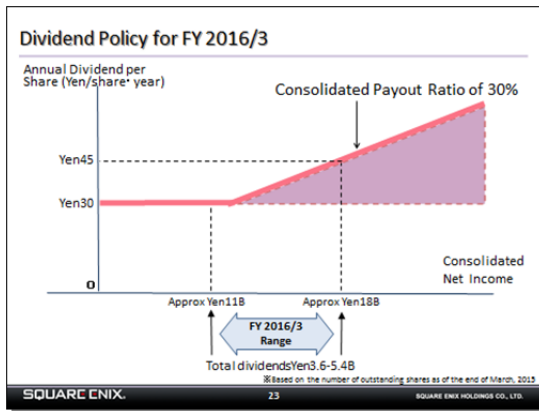 Dividend Policy for FY 2016/3
Annual Dividend per
Share (Yen/share・year)
Consolidated Payout Ratio of 30%
Yen45
Yen30
Consolidated
Net Income
0
Approx Yen11B
Approx Yen18B
FY 2016/3
Range
Total dividendsYen3.6-5.4B
※Based on the number of outstanding shares as of the end of March, 2015
SQUARE ENIX.
23
SQUARE ENIX HOLDINGS CO., LTD.